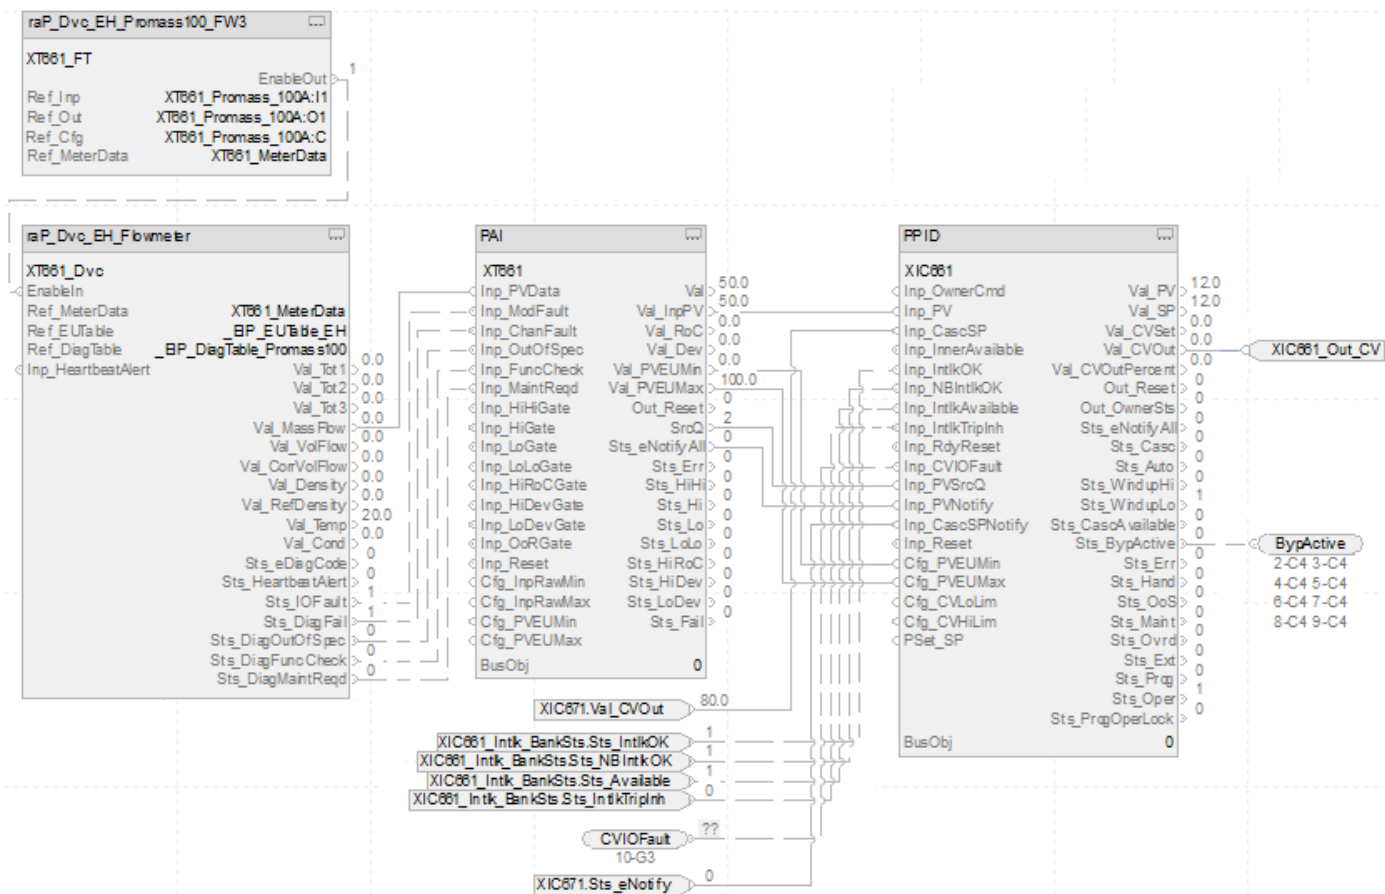 raP_Dvc_EH_Promass100_FW3
XT661_FT
EnableOut 1
Ref_Inp XT661_Promass_100A:I1
Ref_Out XT661_Promass_100A:O1
Ref_Cfg XT661_Promass_100A:C
Ref_MeterData XT661_MeterData
raP_Dvc_EH_Flowmeter
XT661_Dvc
EnableIn
Ref_MeterData XT661_MeterData
Ref_EUTable _EIP_EUTable_EH
Ref_DiagTable _EIP_DiagTable_Promass100
Inp_HeartbeatAlert
Val_Tot1 0.0
Val_Tot2 0.0
Val_Tot3 0.0
Val_MassFlow 0.0
Val_VolFlow 0.0
Val_CorrVolFlow 0.0
Val_Density 0.0
Val_RefDensity 0.0
Val_Temp 20.0
Val_Cond 0.0
Sts_eDiagCode 0
Sts_HeartbeatAlert 0
Sts_IOFault 1
Sts_DiagFail 1
Sts_DiagOutOfSpec 0
Sts_DiagFuncCheck 0
Sts_DiagMaintReqd 0
PAI
XT661
Inp_PVData Val 50.0
Inp_ModFault Val_InpPV 50.0
Inp_ChanFault Val_RoC 0.0
Inp_OutOfSpec Val_Dev 0.0
Inp_FuncCheck Val_PVEUMin 0.0
Inp_MaintReqd Val_PVEUMax 100.0
Inp_HiHiGate Out_Reset 0
Inp_HiGate SrcQ 2
Inp_LoGate Sts_eNotifyAll 0
Inp_LoLoGate Sts_Err 0
Inp_HiRoCGate Sts_HiHi 0
Inp_HiDevGate Sts_Hi 0
Inp_LoDevGate Sts_Lo 0
Inp_OoRGate Sts_LoLo 0
Inp_Reset Sts_HiRoC 0
Cfg_InpRawMin Sts_HiDev 0
Cfg_InpRawMax Sts_LoDev 0
Cfg_PVEUMin Sts_Fail 0
Cfg_PVEUMax
BusObj 0
XIC671.Val_CVOut 80.0
XIC661_Intlk_BankSts.Sts_IntlkOK 1
XIC661_Intlk_BankSts.Sts_NBIntlkOK 1
XIC661_Intlk_BankSts.Sts_Available 1
XIC661_Intlk_BankSts.Sts_IntlkTripInh 0
CVIOFault ??
10-G3
XIC671.Sts_eNotify 0
PPID
XIC661
Inp_OwnerCmd Val_PV 12.0
Inp_PV Val_SP 12.0
Inp_CascSP Val_CVSet 0.0
Inp_InnerAvailable Val_CVOut 0.0
Inp_IntlkOK Val_CVOutPercent 0.0
Inp_NBIntlkOK Out_Reset 0
Inp_IntlkAvailable Out_OwnerSts 0
Inp_IntlkTripInh Sts_eNotifyAll 0
Inp_RdyReset Sts_Casc 0
Inp_CVIOFault Sts_Auto 0
Inp_PVSrcQ Sts_WindupHi 0
Inp_PVNotify Sts_WindupLo 1
Inp_CascSPNotify Sts_CascAvailable 0
Inp_Reset Sts_BypActive 0
Cfg_PVEUMin Sts_Err 0
Cfg_PVEUMax Sts_Hand 0
Cfg_CVLoLim Sts_OoS 0
Cfg_CVHiLim Sts_Maint 0
PSet_SP Sts_Ovrd 0
Sts_Ext 0
Sts_Prog 0
Sts_Oper 1
Sts_ProgOperLock 0
BusObj 0
XIC661_Out_CV
BypActive
2-C4 3-C4
4-C4 5-C4
6-C4 7-C4
8-C4 9-C4